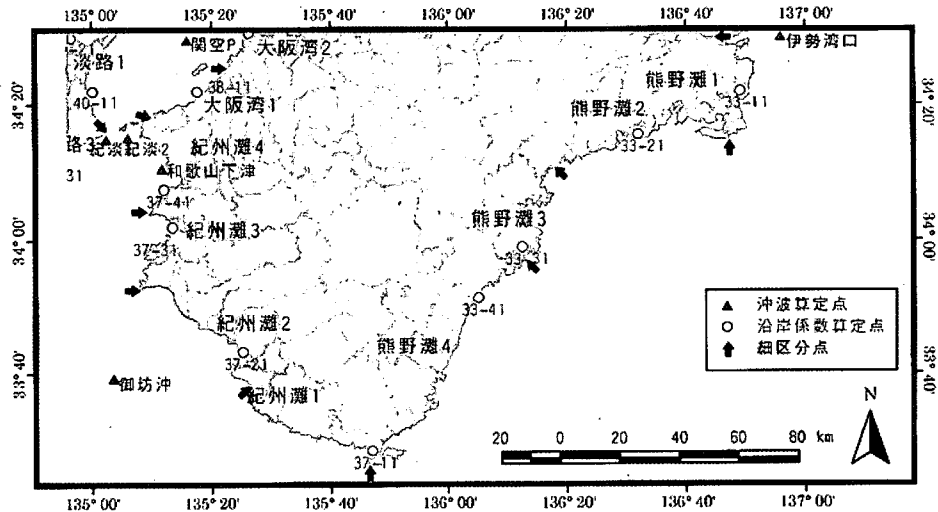 135° 00'
135° 20'
135° 40'
136° 00'
136° 20'
136° 40'
137° 00'
関空P
大阪湾2
伊勢湾口
淡路1
熊野灘1
38-11
34° 20'
40-11
大阪湾1
熊野灘2
33-11
34° 20'
路3
紀淡
紀淡2
紀州灘4
33-21
31
和歌山下津
37-41
熊野灘3
34° 00'
37-31
紀州灘3
33-31
34° 00'
33-41
沖波算定点
紀州灘2
沿岸係数算定点
37-21
熊野灘4
細区分点
33° 40'
御坊沖
33° 40'
紀州灘1
N
20
0
20
40
60
80 km
37-11
135° 00'
135° 20'
135° 40'
136° 00'
136° 20'
136° 40'
137° 00'